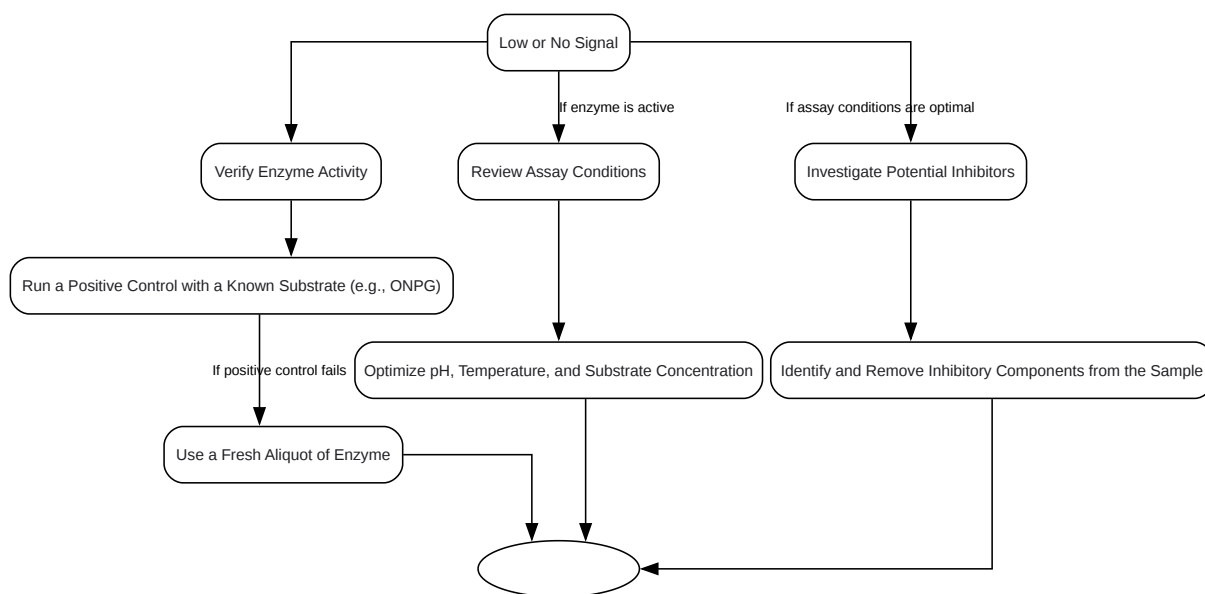 Low or No Signal
If enzyme is active
If assay conditions are optimal
Verify Enzyme Activity
Review Assay Conditions
Investigate Potential Inhibitors
Run a Positive Control with a Known Substrate (e.g., ONPG)
If positive control fails
Optimize pH, Temperature, and Substrate Concentration
Identify and Remove Inhibitory Components from the Sample
Use a Fresh Aliquot of Enzyme